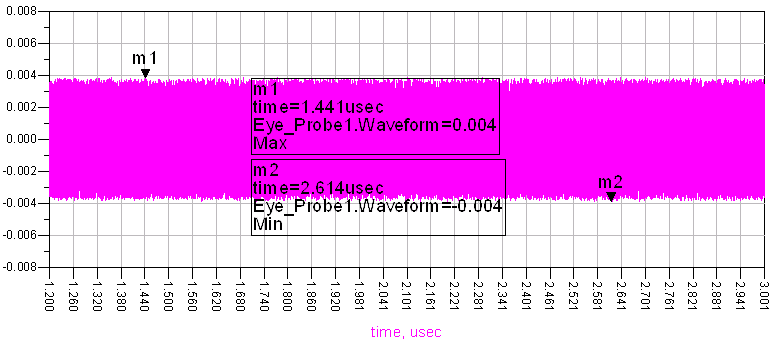 0.008
0.006
m1
0.004
m1
time=1.441usec
0.002
Eye_Probe1.Waveform=0.004
0.000
Max
m2
-0.002
m2
time=2.614usec
-0.004
Eye_Probe1.Waveform=-0.004
Min
-0.006
-0.008
1.200 1.260 1.320 1.380 1.440 1.500 1.560 1.620 1.680 1.740 1.800 1.860 1.920 1.981 2.041 2.101 2.161 2.221 2.281 2.341 2.401 2.461 2.521 2.581 2.641 2.701 2.761 2.821 2.881 2.941 3.001
time, usec